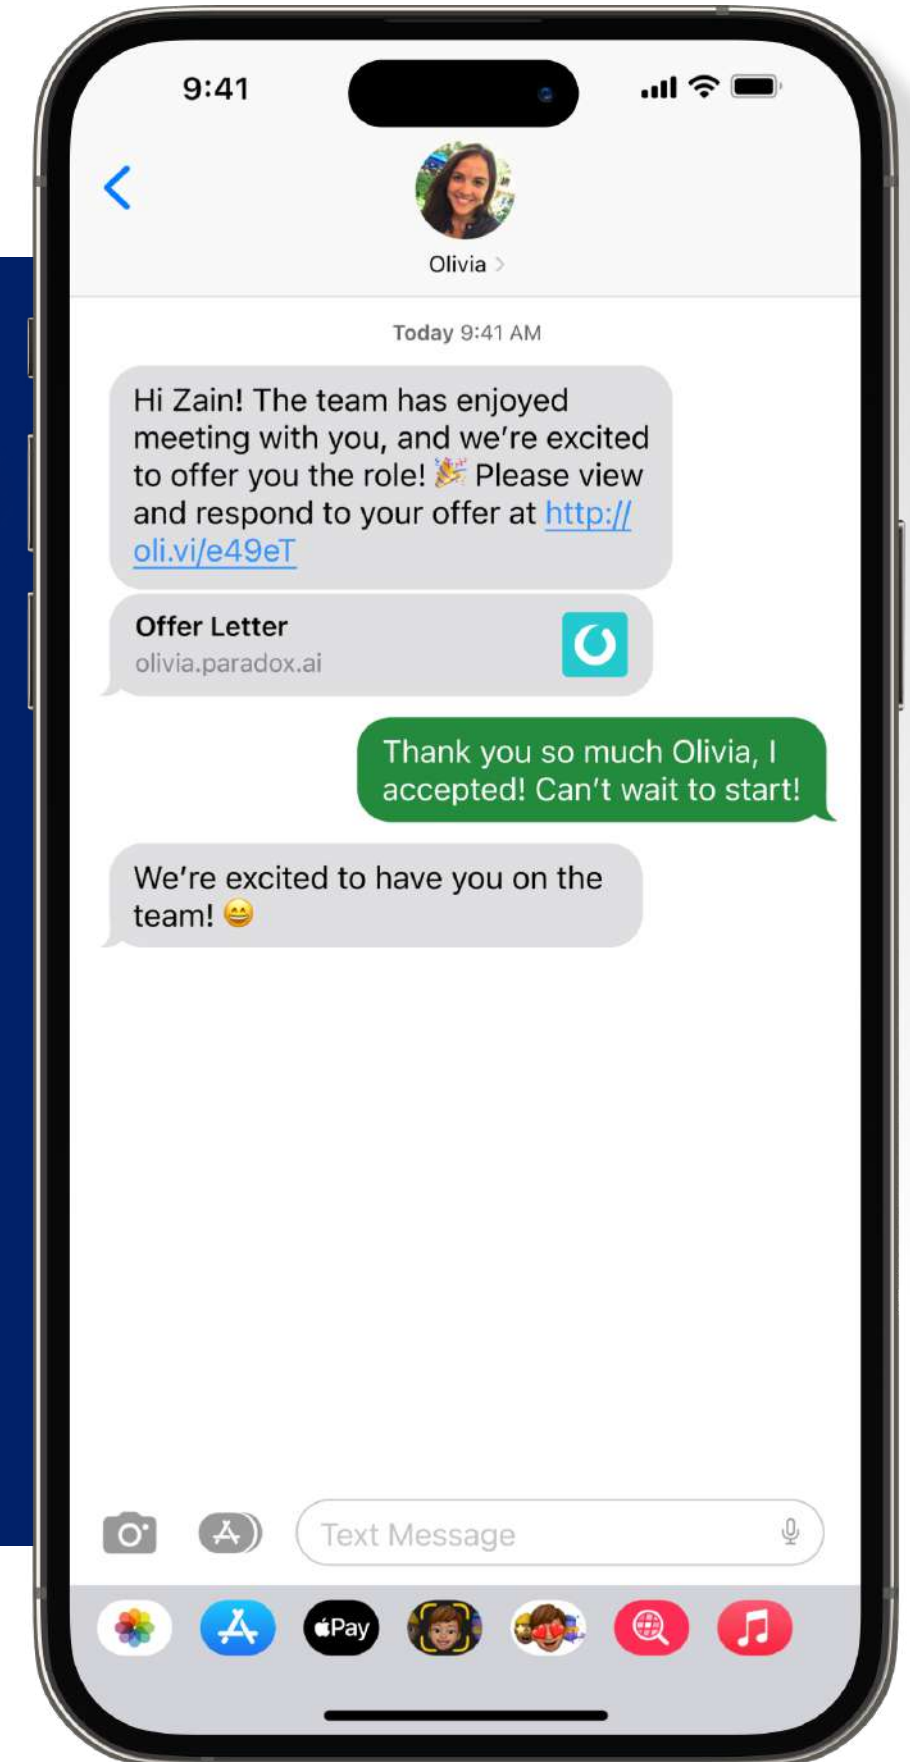 9:41
Olivia
Today 9:41 AM
Hi Zain! The team has enjoyed
meeting with you, and we’re excited
to offer you the role! 🎉 Please view
and respond to your offer at http://
oli.vi/e49eT
Offer Letter
olivia.paradox.ai
Thank you so much Olivia, I
accepted! Can’t wait to start!
We’re excited to have you on the
team! 😄
Text Message
Pay